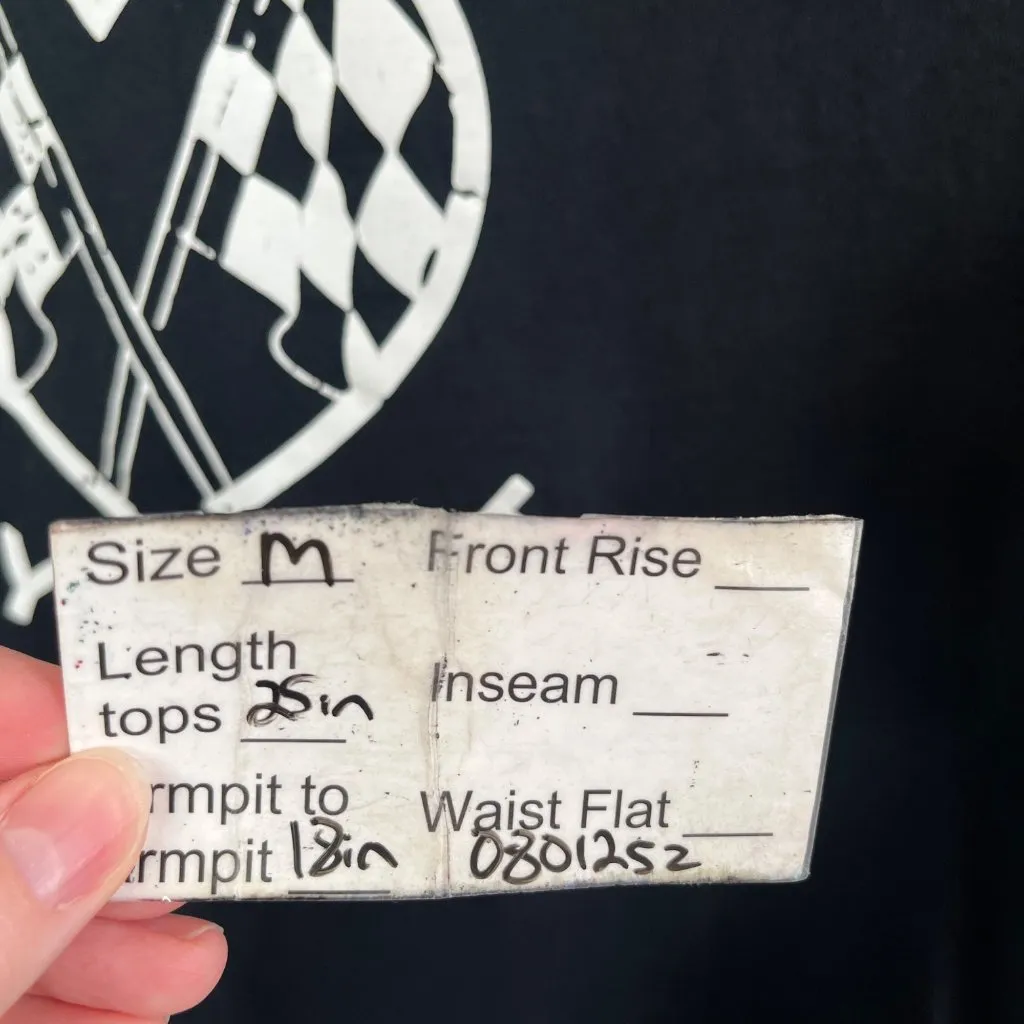 Size M
Length
tops 25in
rmpit to
rmpit 18in
Front Rise
Inseam
Waist Flat
0801252